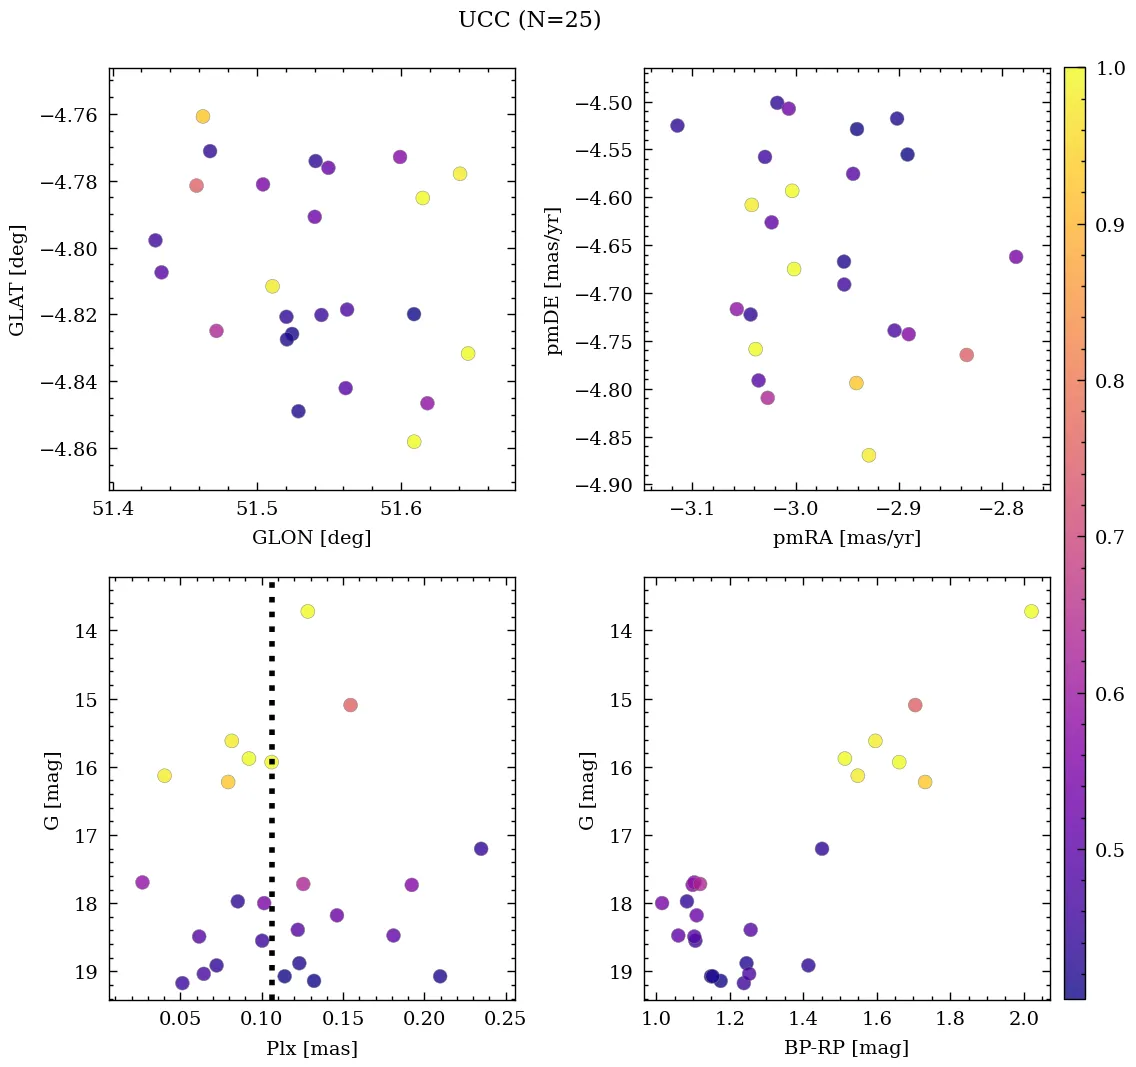 UCC (N=25)
−4.76
−4.78
−4.80
−4.82
−4.84
−4.86
GLAT [deg]
51.4 51.5 51.6
GLON [deg]
−4.50
−4.55
−4.60
−4.65
−4.70
−4.75
−4.80
−4.85
−4.90
pmDE [mas/yr]
−3.1 −3.0 −2.9 −2.8
pmRA [mas/yr]
1.0
0.9
0.8
0.7
0.6
0.5
14
15
16
17
18
19
G [mag]
0.05 0.10 0.15 0.20 0.25
Plx [mas]
14
15
16
17
18
19
G [mag]
1.0 1.2 1.4 1.6 1.8 2.0
BP-RP [mag]